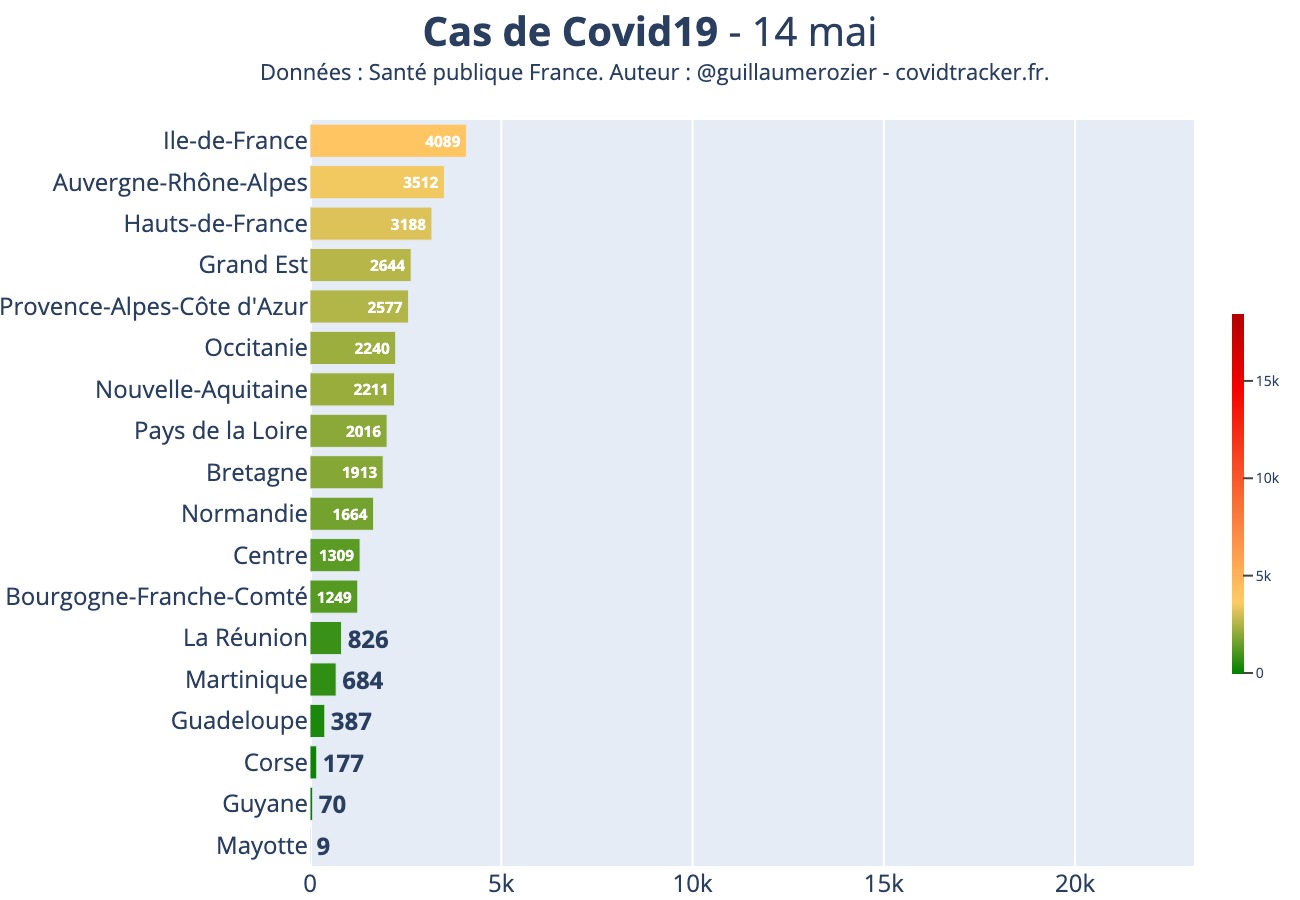 Cas de Covid19 - 14 mai
Données : Santé publique France. Auteur : @guillaumerozier - covidtracker.fr.
Ile-de-France 4089
Auvergne-Rhône-Alpes 3512
Hauts-de-France 3188
Grand Est 2644
Provence-Alpes-Côte d'Azur 2577
Occitanie 2240
Nouvelle-Aquitaine 2211
Pays de la Loire 2016
Bretagne 1913
Normandie 1664
Centre 1309
Bourgogne-Franche-Comté 1249
La Réunion 826
Martinique 684
Guadeloupe 387
Corse 177
Guyane 70
Mayotte 9
0 5k 10k 15k 20k
15k
10k
5k
0